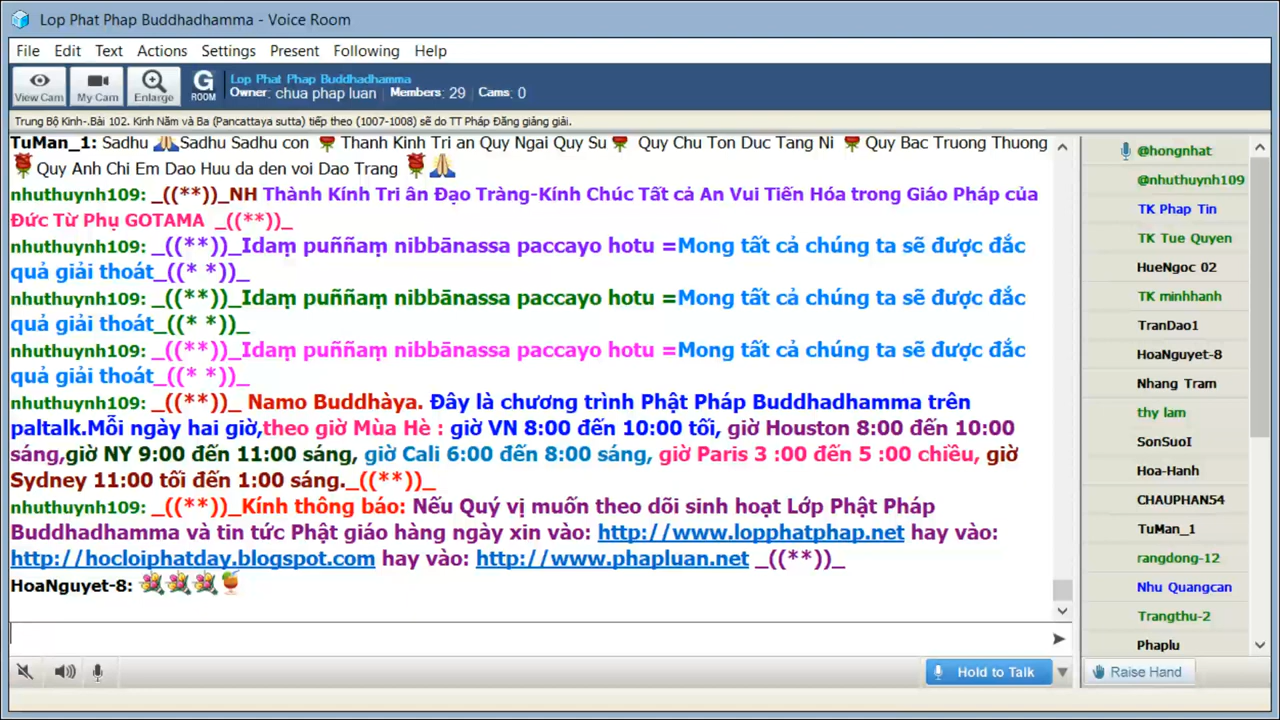 Lop Phat Phap Buddhadhamma - Voice Room
File Edit Text Actions Settings Present Following Help
View Cam My Cam Enlarge G ROOM
Lop Phat Phap Buddhadhamma
Owner: chua phap luan Members: 29 Cams: 0
Trung Bộ Kinh-.Bài 102. Kinh Năm và Ba (Pancattaya sutta) tiếp theo (1007-1008) sẽ do TT Pháp Đăng giảng giải.
TuMan_1: Sadhu 🙏Sadhu Sadhu con 🌹 Thanh Kinh Tri an Quy Ngai Quy Su 🌹 Quy Chu Ton Duc Tang Ni 🌹 Quy Bac Truong Thuong
🌹 Quy Anh Chi Em Dao Huu da den voi Dao Trang 🌹🙏
nhuthuynh109: _((**))_NH Thành Kính Tri ân Đạo Tràng-Kính Chúc Tất cả An Vui Tiến Hóa trong Giáo Pháp của
Đức Từ Phụ GOTAMA _((**))_
nhuthuynh109: _((**))_Idaṃ puññaṃ nibbānassa paccayo hotu =Mong tất cả chúng ta sẽ được đắc
quả giải thoát_((* *))_
nhuthuynh109: _((**))_Idaṃ puññaṃ nibbānassa paccayo hotu =Mong tất cả chúng ta sẽ được đắc
quả giải thoát_((* *))_
nhuthuynh109: _((**))_Idaṃ puññaṃ nibbānassa paccayo hotu =Mong tất cả chúng ta sẽ được đắc
quả giải thoát_((* *))_
nhuthuynh109: _((**))_ Namo Buddhàya. Đây là chương trình Phật Pháp Buddhadhamma trên
paltalk.Mỗi ngày hai giờ,theo giờ Mùa Hè : giờ VN 8:00 đến 10:00 tối, giờ Houston 8:00 đến 10:00
sáng,giờ NY 9:00 đến 11:00 sáng, giờ Cali 6:00 đến 8:00 sáng, giờ Paris 3 :00 đến 5 :00 chiều, giờ
Sydney 11:00 tối đến 1:00 sáng._((**))_
nhuthuynh109: _((**))_Kính thông báo: Nếu Quý vị muốn theo dõi sinh hoạt Lớp Phật Pháp
Buddhadhamma và tin tức Phật giáo hàng ngày xin vào: http://www.lopphatphap.net hay vào:
http://hocloiphatday.blogspot.com hay vào: http://www.phapluan.net _((**))_
HoaNguyet-8: 💐💐💐🍹
Hold to Talk
@hongnhat
@nhuthuynh109
TK Phap Tin
TK Tue Quyen
HueNgoc 02
TK minhhanh
TranDao1
HoaNguyet-8
Nhang Tram
thy lam
SonSuoI
Hoa-Hanh
CHAUPHAN54
TuMan_1
rangdong-12
Nhu Quangcan
Trangthu-2
Phaplu
Raise Hand